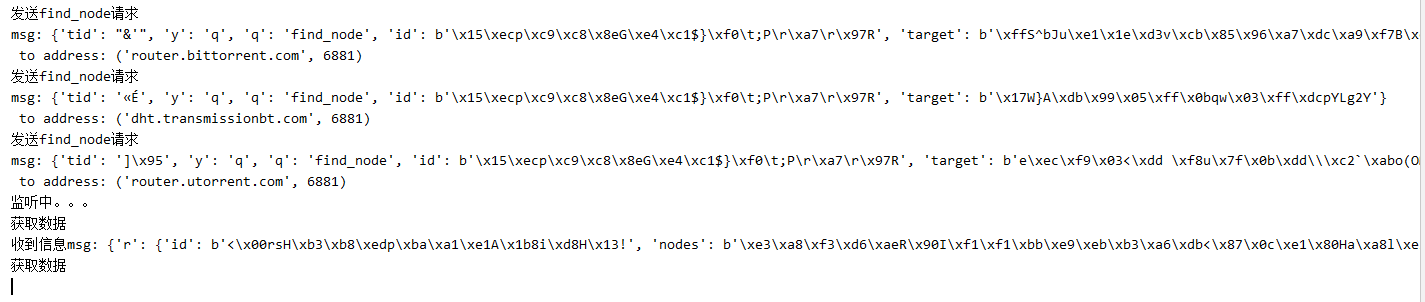 发送find_node请求
msg: {'tid': "&'", 'y': 'q', 'q': 'find_node', 'id': b'\x15\xecp\xc9\xc8\x8eG\xe4\xc1$}\xf0\t;P\r\xa7\r\x97R', 'target': b'\xffS^bJu\xe1\x1e\xd3v\xcb\x85\x96\xa7\xdc\xa9\xf7B\x
 to address: ('router.bittorrent.com', 6881)
发送find_node请求
msg: {'tid': '«É', 'y': 'q', 'q': 'find_node', 'id': b'\x15\xecp\xc9\xc8\x8eG\xe4\xc1$}\xf0\t;P\r\xa7\r\x97R', 'target': b'\x17W}A\xdb\x99\x05\xff\x0bqw\x03\xff\xdcpYLg2Y'}
 to address: ('dht.transmissionbt.com', 6881)
发送find_node请求
msg: {'tid': ']\x95', 'y': 'q', 'q': 'find_node', 'id': b'\x15\xecp\xc9\xc8\x8eG\xe4\xc1$}\xf0\t;P\r\xa7\r\x97R', 'target': b'e\xec\xf9\x03<\xdd \xf8u\x7f\x0b\xdd\\\xc2`\xabo(O
 to address: ('router.utorrent.com', 6881)
监听中。。。
获取数据
收到信息msg: {'r': {'id': b'<\x00rsH\xb3\xb8\xedp\xba\xa1\xe1A\x1b8i\xd8H\x13!', 'nodes': b'\xe3\xa8\xf3\xd6\xaeR\x90I\xf1\xf1\xbb\xe9\xeb\xb3\xa6\xdb<\x87\x0c\xe1\x80Ha\xa8l\xe
获取数据